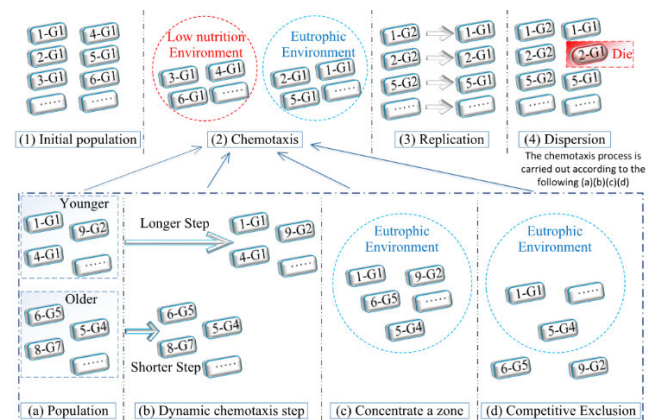 1-G1 4-G1
2-G1 5-G1
3-G1 6-G1
..... .....
(1) Initial population
Low nutrition
Environment
3-G1 4-G1
6-G1 .....
Eutrophic
Environment
2-G1 1-G1
5-G1 .....
(2) Chemotaxis
1-G2 1-G1
2-G2 2-G1
5-G2 5-G1
..... .....
(3) Replication
1-G2 1-G1
2-G2 2-G1 Die
5-G2 5-G1
..... .....
(4) Dispersion
The chemotaxis process is
carried out according to the
following (a)(b)(c)(d)
Younger
1-G1 9-G2
4-G1 .....
Older
6-G5 5-G4
8-G7 .....
(a) Population
Longer Step
1-G1 9-G2
4-G1 .....
6-G5 5-G4
8-G7 .....
Shorter Step
(b) Dynamic chemotaxis step
Eutrophic
Environment
1-G1 9-G2
6-G5 .....
5-G4
(c) Concentrate a zone
Eutrophic
Environment
1-G1 .....
5-G4
6-G5 9-G2
(d) Competitive Exclusion